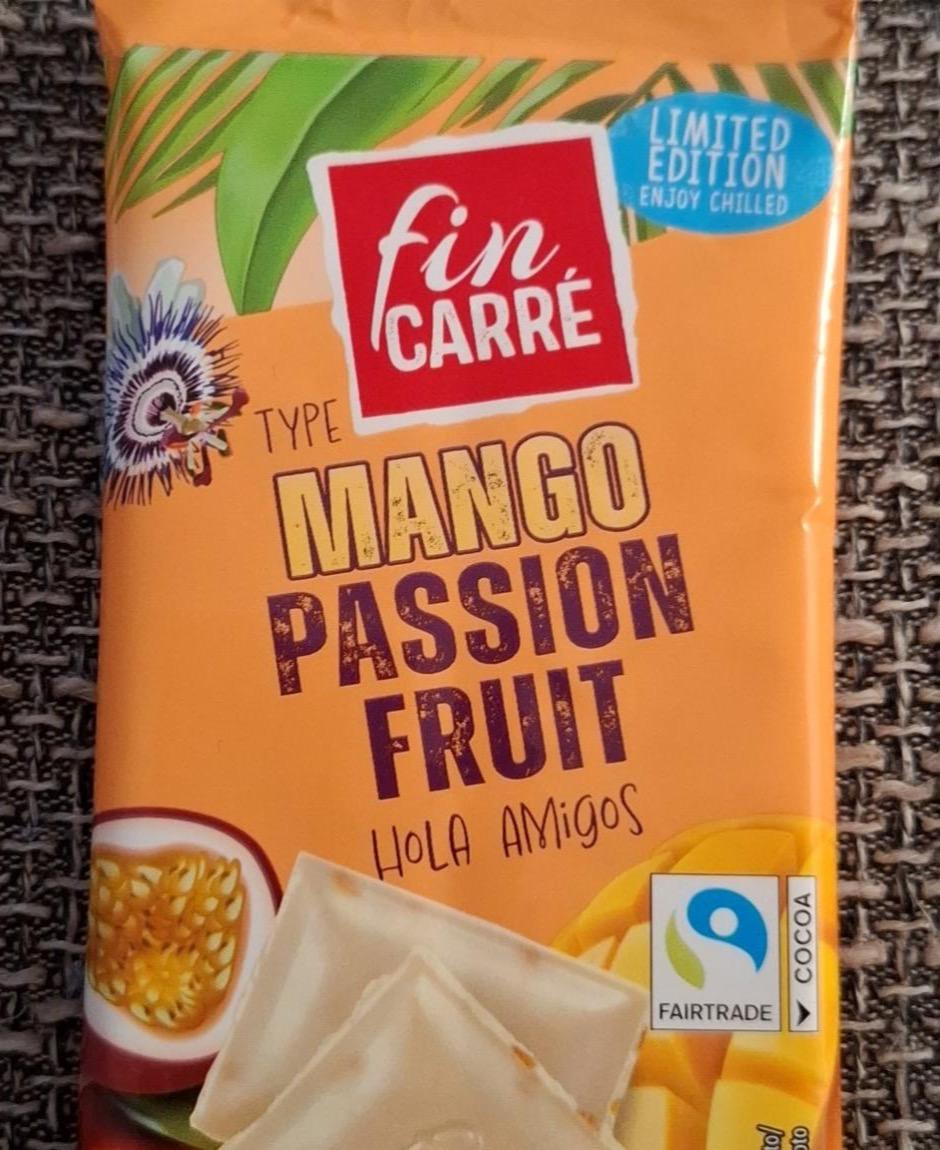 LIMITED
EDITION
ENJOY CHILLED
fin
CARRÉ
TYPE
MANGO
PASSION
FRUIT
HOLA AMigOS
FAIRTRADE
COCOA